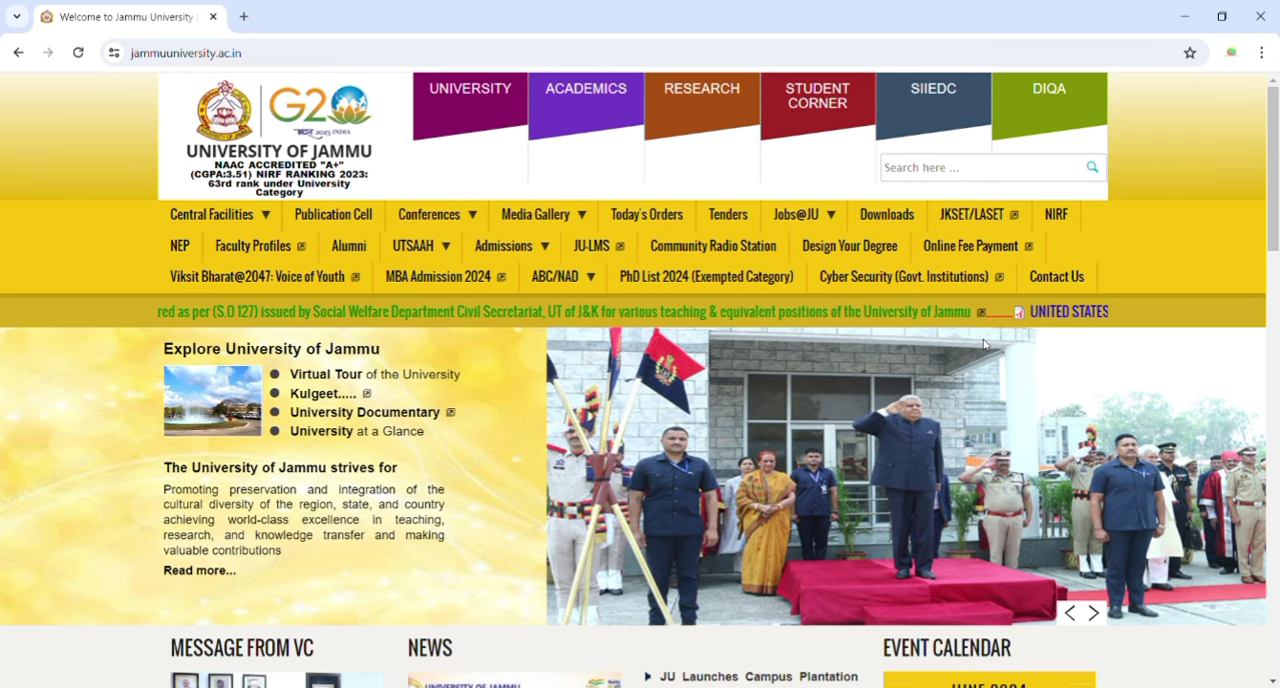 Welcome to Jammu University
jammuuniversity.ac.in
G20
2023 INDIA
UNIVERSITY OF JAMMU
NAAC ACCREDITED "A+"
(CGPA:3.51) NIRF RANKING 2023:
63rd rank under University
Category
UNIVERSITY
ACADEMICS
RESEARCH
STUDENT
CORNER
SIIEDC
DIQA
Search here ...
Central Facilities ▼ Publication Cell Conferences ▼ Media Gallery ▼ Today's Orders Tenders Jobs@JU ▼ Downloads JKSET/LASET NIRF
NEP Faculty Profiles Alumni UTSAAH ▼ Admissions ▼ JU-LMS Community Radio Station Design Your Degree Online Fee Payment
Viksit Bharat@2047: Voice of Youth MBA Admission 2024 ABC/NAD ▼ PhD List 2024 (Exempted Category) Cyber Security (Govt. Institutions) Contact Us
red as per (S.O 127) issued by Social Welfare Department Civil Secretariat, UT of J&K for various teaching & equivalent positions of the University of Jammu .......... UNITED STATES
Explore University of Jammu
Virtual Tour of the University
Kulgeet.....
University Documentary
University at a Glance
The University of Jammu strives for
Promoting preservation and integration of the
cultural diversity of the region, state, and country
achieving world-class excellence in teaching,
research, and knowledge transfer and making
valuable contributions
Read more...
MESSAGE FROM VC
NEWS
UNIVERSITY OF JAMMU
JU Launches Campus Plantation
EVENT CALENDAR
JUNE 2024